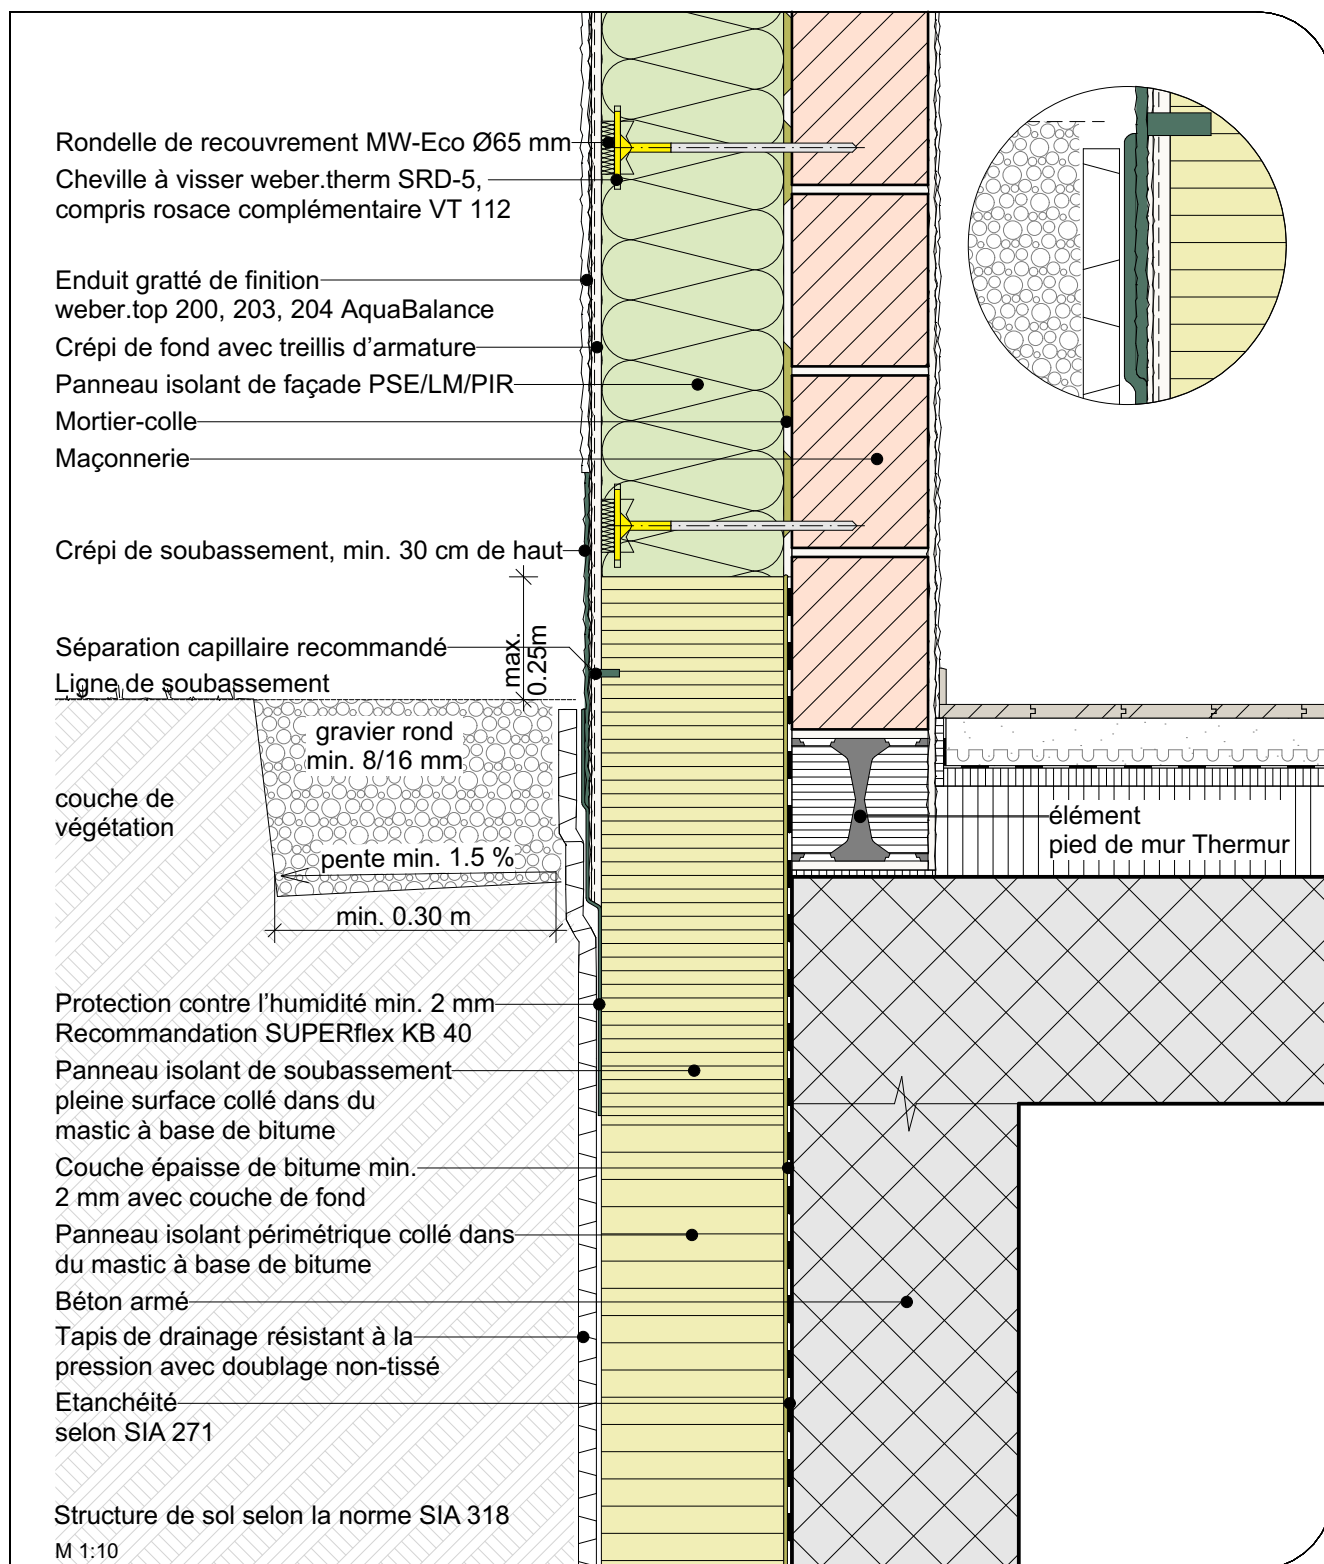 Rondelle de recouvrement MW-Eco Ø65 mm
Cheville à visser weber.therm SRD-5,
compris rosace complémentaire VT 112
Enduit gratté de finition
weber.top 200, 203, 204 AquaBalance
Crépi de fond avec treillis d'armature
Panneau isolant de façade PSE/LM/PIR
Mortier-colle
Maçonnerie
Crépi de soubassement, min. 30 cm de haut
max.
0.25m
Séparation capillaire recommandé
Ligne de soubassement
gravier rond
min. 8/16 mm
couche de
végétation
pente min. 1.5 %
min. 0.30 m
élément
pied de mur Thermur
Protection contre l'humidité min. 2 mm
Recommandation SUPERflex KB 40
Panneau isolant de soubassement
pleine surface collé dans du
mastic à base de bitume
Couche épaisse de bitume min.
2 mm avec couche de fond
Panneau isolant périmétrique collé dans
du mastic à base de bitume
Béton armé
Tapis de drainage résistant à la
pression avec doublage non-tissé
Etanchéité
selon SIA 271
Structure de sol selon la norme SIA 318
M 1:10